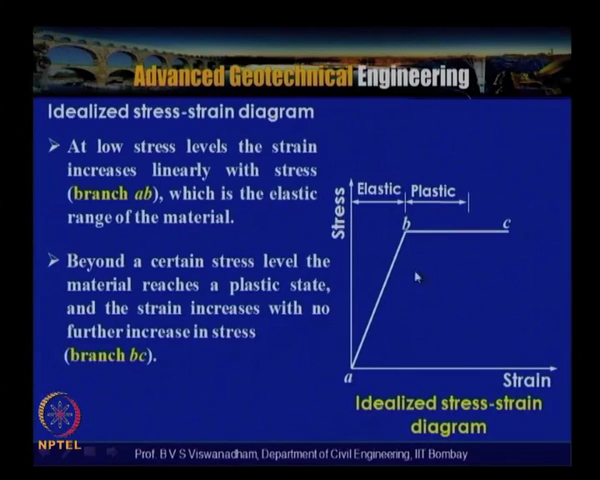 Advanced Geotechnical Engineering
Idealized stress-strain diagram
➢ At low stress levels the strain
increases linearly with stress
(branch ab), which is the elastic
range of the material.
➢ Beyond a certain stress level the
material reaches a plastic state,
and the strain increases with no
further increase in stress
(branch bc).
Stress
Elastic Plastic
b
c
a
Strain
Idealized stress-strain
diagram
NPTEL
Prof. B V S Viswanadham, Department of Civil Engineering, IIT Bombay